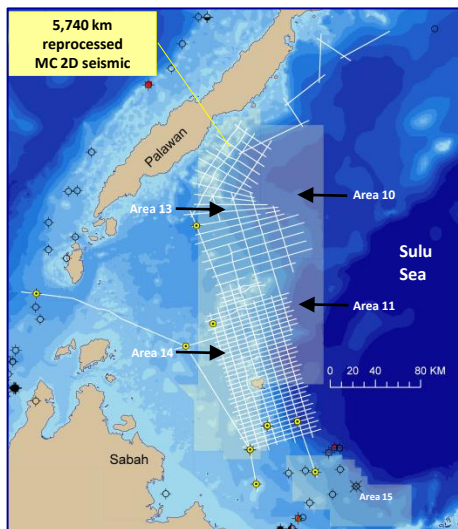 5,740 km
reprocessed
MC 2D seismic
Palawan
Area 13
Area 10
Sulu
Sea
Area 11
Area 14
0 20 40 80 KM
Sabah
Area 15